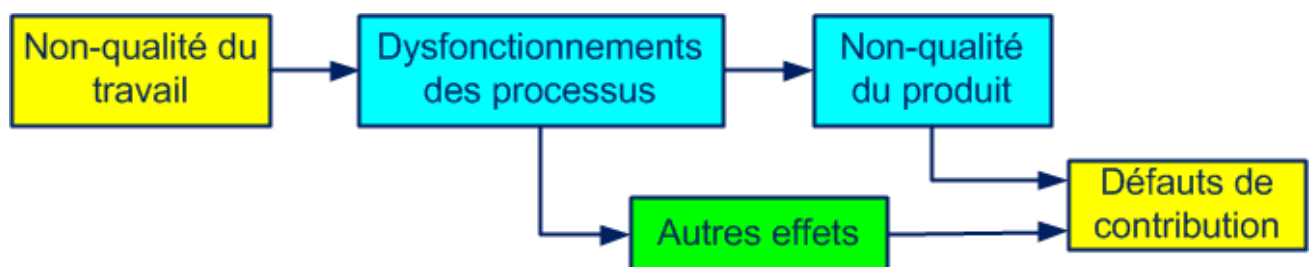 Non-qualité du
travail
Dysfonctionnements
des processus
Non-qualité
du produit
Autres effets
Défauts de
contribution